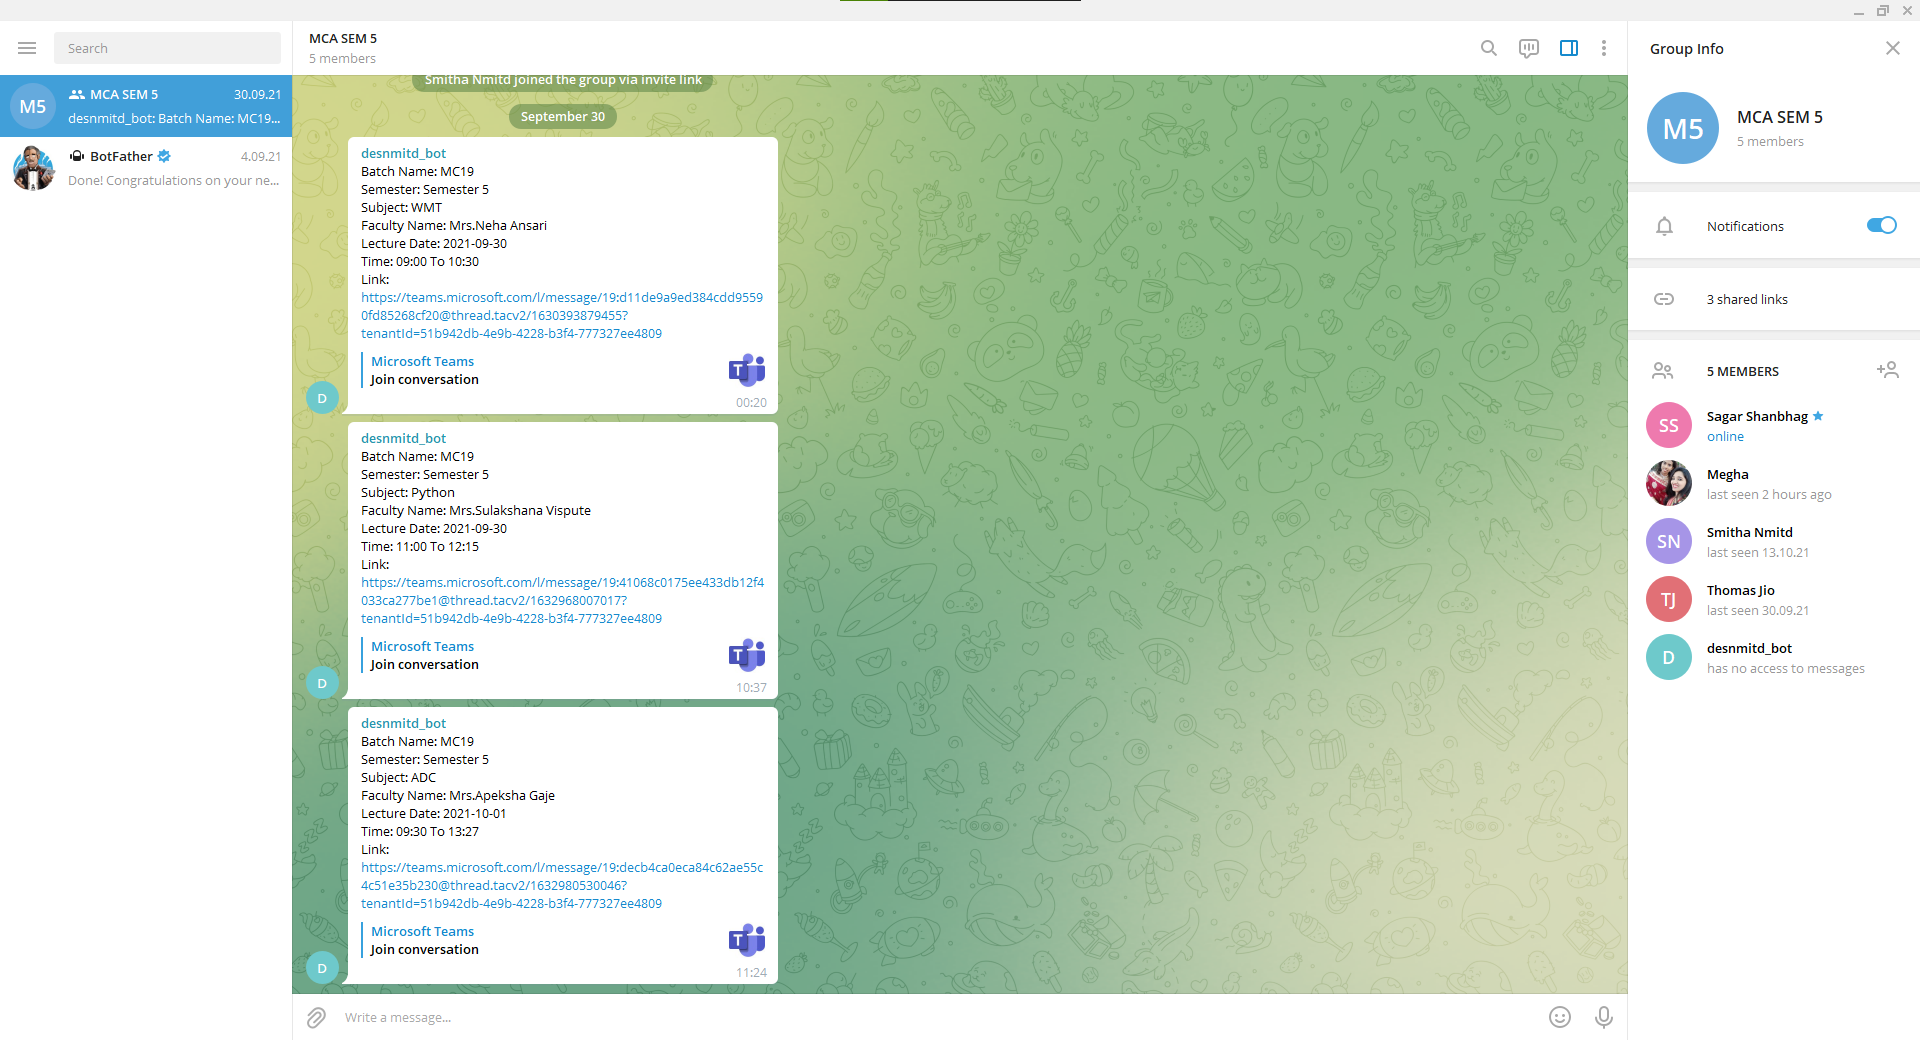 Search
M5
MCA SEM 5
30.09.21
desnmitd_bot: Batch Name: MC19...
BotFather
4.09.21
Done! Congratulations on your ne...
MCA SEM 5
5 members
Smitha Nmitd joined the group via invite link
September 30
desnmitd_bot
Batch Name: MC19
Semester: Semester 5
Subject: WMT
Faculty Name: Mrs.Neha Ansari
Lecture Date: 2021-09-30
Time: 09:00 To 10:30
Link:
https://teams.microsoft.com/l/message/19:d11de9a9ed384cdd9559
0fd85268cf20@thread.tacv2/1630393879455?
tenantId=51b942db-4e9b-4228-b3f4-777327ee4809
Microsoft Teams
Join conversation
T
00:20
D
desnmitd_bot
Batch Name: MC19
Semester: Semester 5
Subject: Python
Faculty Name: Mrs.Sulakshana Vispute
Lecture Date: 2021-09-30
Time: 11:00 To 12:15
Link:
https://teams.microsoft.com/l/message/19:41068c0175ee433db12f4
033ca277be1@thread.tacv2/1632968007017?
tenantId=51b942db-4e9b-4228-b3f4-777327ee4809
Microsoft Teams
Join conversation
T
10:37
D
desnmitd_bot
Batch Name: MC19
Semester: Semester 5
Subject: ADC
Faculty Name: Mrs.Apeksha Gaje
Lecture Date: 2021-10-01
Time: 09:30 To 13:27
Link:
https://teams.microsoft.com/l/message/19:decb4ca0eca84c62ae55c
4c51e35b230@thread.tacv2/1632980530046?
tenantId=51b942db-4e9b-4228-b3f4-777327ee4809
Microsoft Teams
Join conversation
T
11:24
D
Write a message...
Group Info
M5
MCA SEM 5
5 members
Notifications
3 shared links
5 MEMBERS
SS
Sagar Shanbhag
online
Megha
last seen 2 hours ago
SN
Smitha Nmitd
last seen 13.10.21
TJ
Thomas Jio
last seen 30.09.21
D
desnmitd_bot
has no access to messages